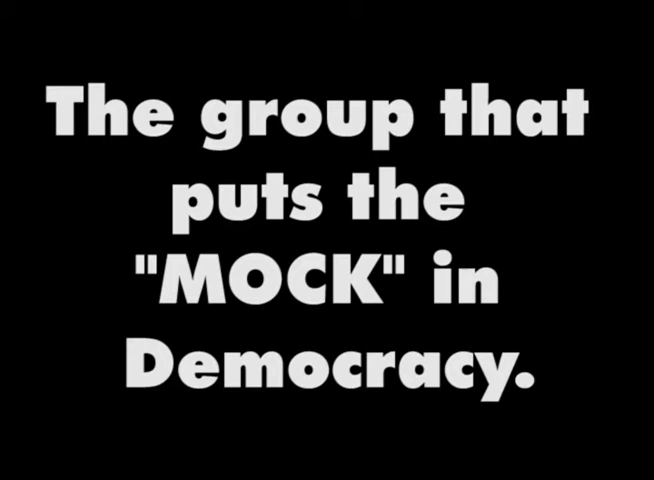 The group that
puts the
"MOCK" in
Democracy.